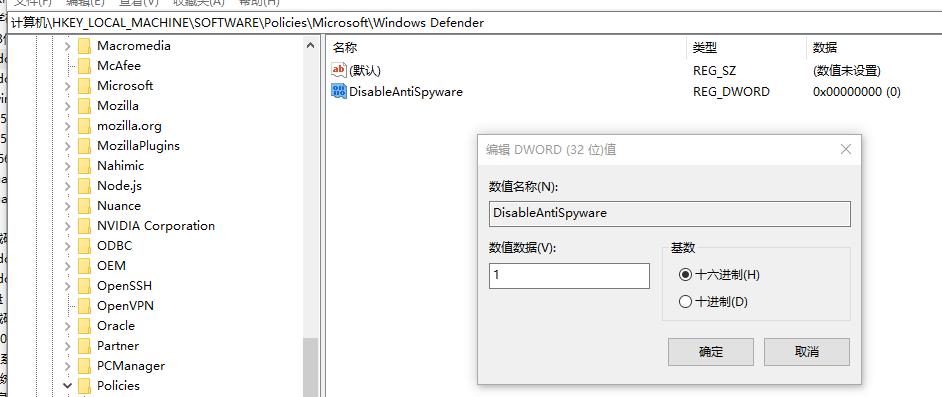 文件(F) 编辑(E) 查看(V) 收藏夹(A) 帮助(H)
计算机\HKEY_LOCAL_MACHINE\SOFTWARE\Policies\Microsoft\Windows Defender
Macromedia
McAfee
Microsoft
Mozilla
mozilla.org
MozillaPlugins
Nahimic
Node.js
Nuance
NVIDIA Corporation
ODBC
OEM
OpenSSH
OpenVPN
Oracle
Partner
PCManager
Policies
名称 类型 数据
ab (默认) REG_SZ (数值未设置)
DisableAntiSpyware REG_DWORD 0x00000000 (0)
编辑 DWORD (32 位)值
数值名称(N):
DisableAntiSpyware
数值数据(V):
1
基数
十六进制(H)
十进制(D)
确定 取消